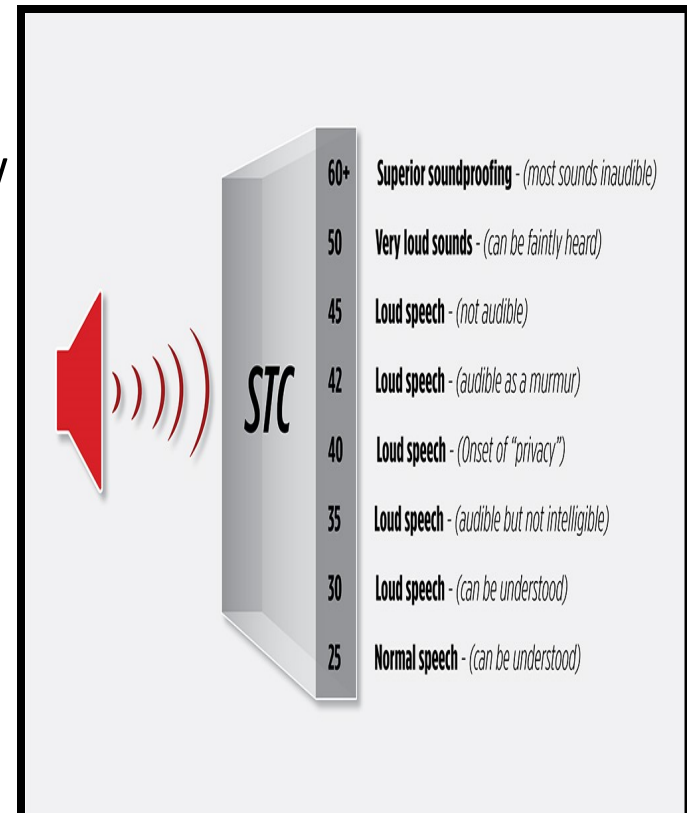 y
STC
60+ Superior soundproofing - (most sounds inaudible)
50 Very loud sounds - (can be faintly heard)
45 Loud speech - (not audible)
42 Loud speech - (audible as a murmur)
40 Loud speech - (Onset of “privacy”)
35 Loud speech - (audible but not intelligible)
30 Loud speech - (can be understood)
25 Normal speech - (can be understood)